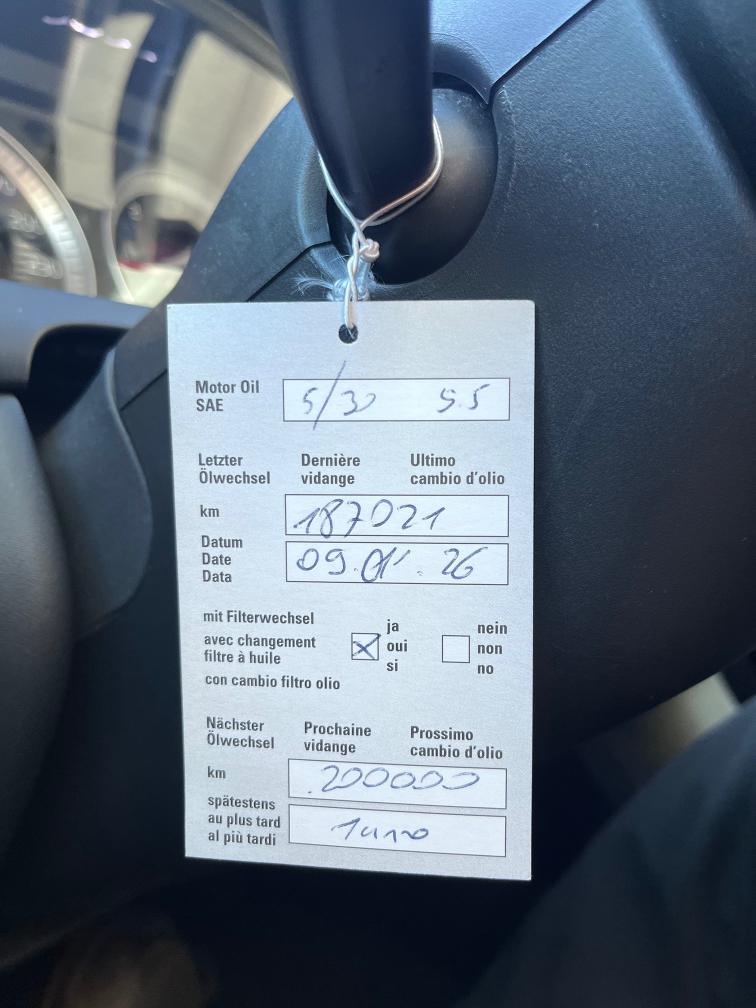 Motor Oil
SAE
5/30 5.5
Letzter Ölwechsel
Dernière vidange
Ultimo cambio d'olio
km
187021
Datum
Date
Data
09.01.26
mit Filterwechsel
avec changement
filtre à huile
con cambio filtro olio
ja
oui
si
nein
non
no
Nächster Ölwechsel
Prochaine vidange
Prossimo cambio d'olio
km
200000
spätestens
au plus tard
al più tardi
1anno